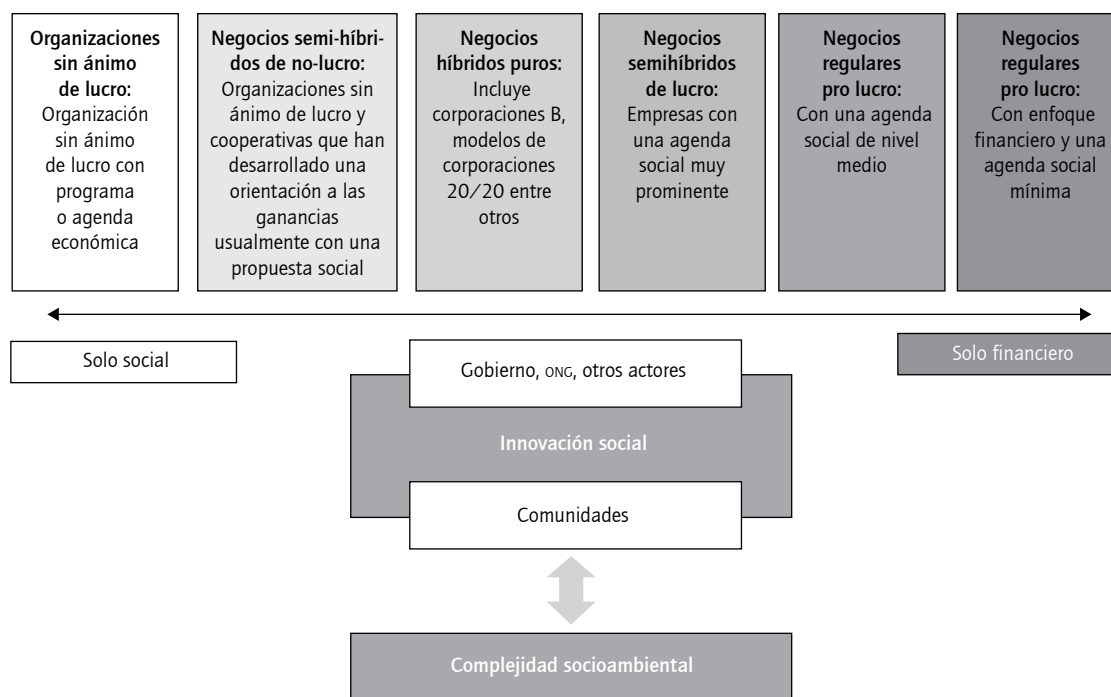 Organizaciones
sin ánimo
de lucro:
Organización
sin ánimo
de lucro con
programa
o agenda
económica
Negocios semi-híbri-
dos de no-lucro:
Organizaciones sin
ánimo de lucro y
cooperativas que han
desarrollado una
orientación a las
ganancias
usualmente con una
propuesta social
Negocios
híbridos puros:
Incluye
corporaciones B,
modelos de
corporaciones
20/20 entre
otros
Negocios
semihíbridos
de lucro:
Empresas con
una agenda
social muy
prominente
Negocios
regulares
pro lucro:
Con una agenda
social de nivel
medio
Negocios
regulares
pro lucro:
Con enfoque
financiero y una
agenda social
mínima
Solo social
Solo financiero
Gobierno, ONG, otros actores
Innovación social
Comunidades
Complejidad socioambiental